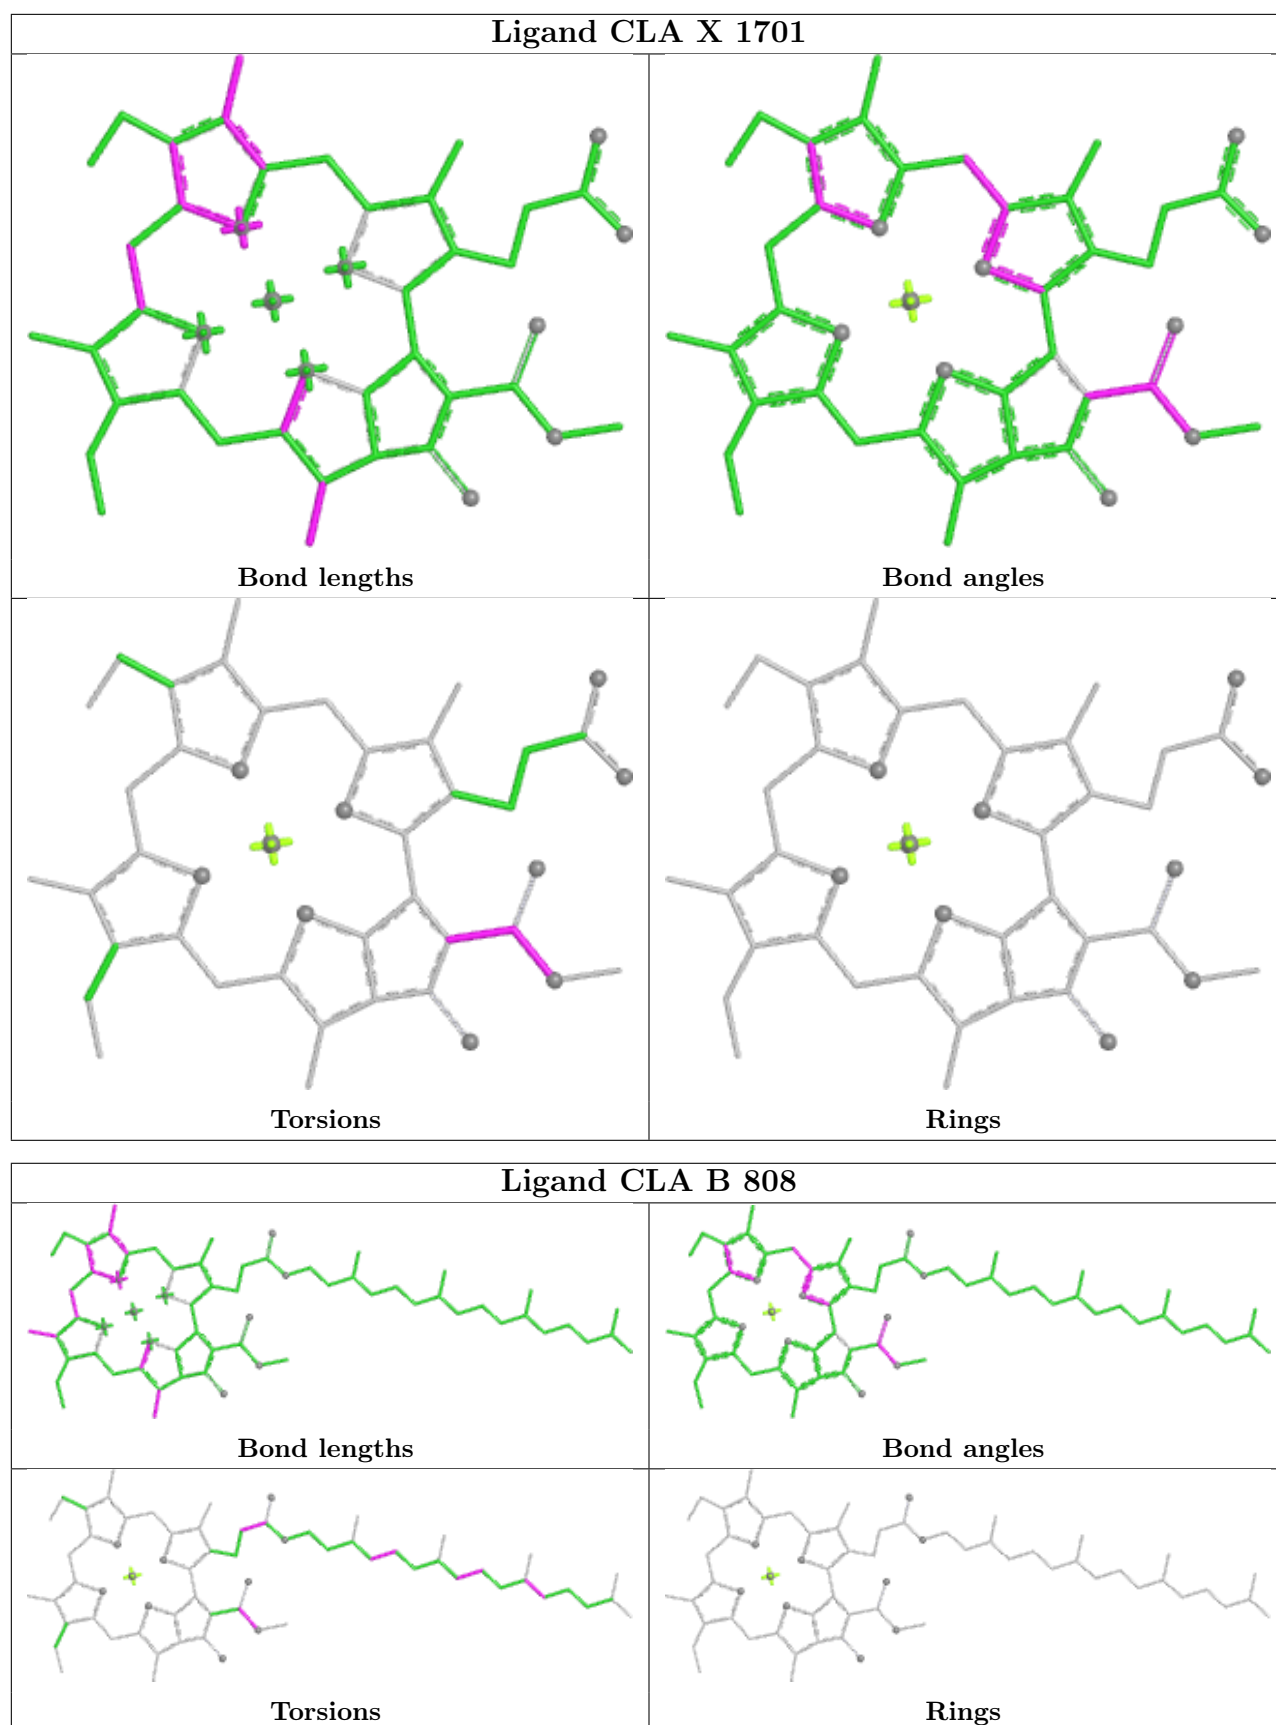 Ligand CLA X 1701
Bond lengths
Bond angles
Torsions
Rings
Ligand CLA B 808
Bond lengths
Bond angles
Torsions
Rings